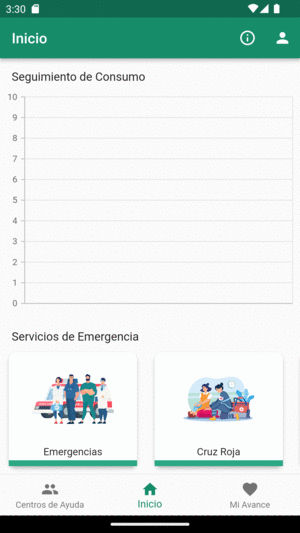 3:30
Inicio
Seguimiento de Consumo
10
9
8
7
6
5
4
3
2
1
0
Servicios de Emergencia
Emergencias
Cruz Roja
Centros de Ayuda
Inicio
Mi Avance